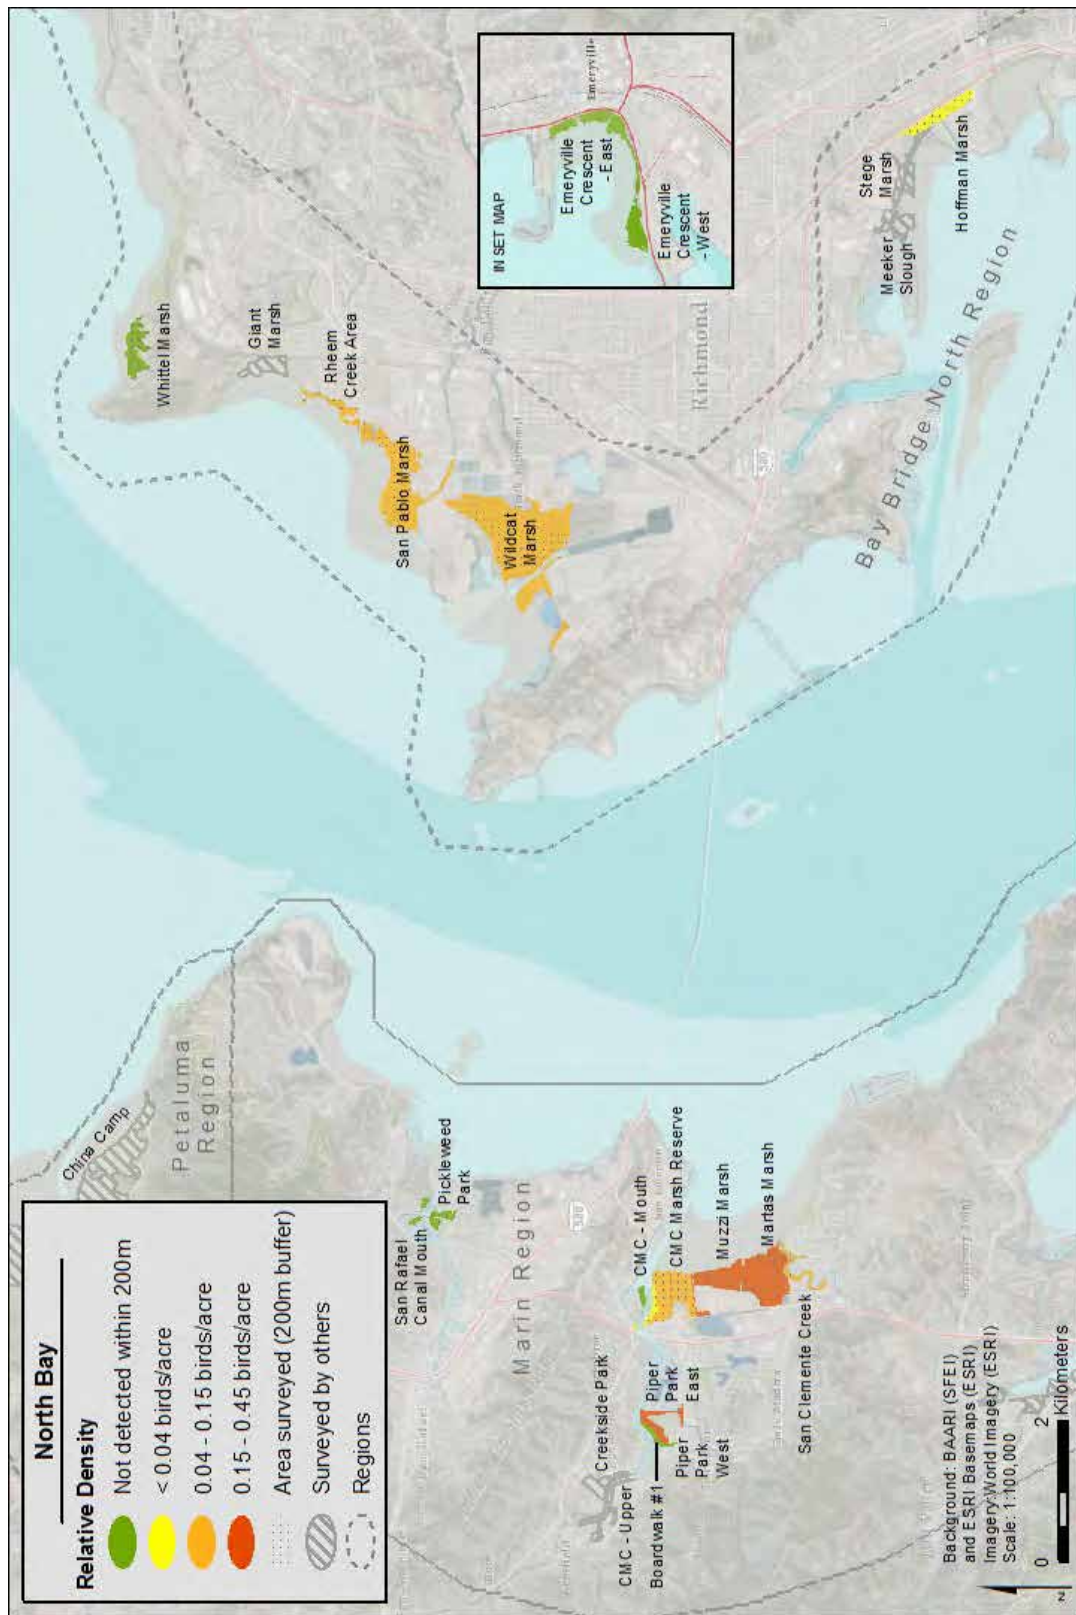 North Bay
Relative Density
Not detected within 200m
< 0.04 birds/acre
0.04 - 0.15 birds/acre
0.15 - 0.45 birds/acre
Area surveyed (200m buffer)
Surveyed by others
Regions
China Camp
Petaluma
Region
San Rafael
Canal Mouth
Pickleweed
Park
Marin Region
580
CMC - Mouth
CMC Marsh Reserve
Muzzi Marsh
Martas Marsh
San Clemente Creek
Creekside Park
CMC - Upper
Boardwalk #1
Piper
Park
West
Piper
Park
East
Background: BAARI (SFEI)
and ESRI Basemaps (ESRI)
Imagery:World Imagery (ESRI)
Scale: 1:100,000
0
2
Kilometers
N
Whittel Marsh
Giant
Marsh
Rheem
Creek Area
San Pablo Marsh
Wildcat
Marsh
Richmond
580
Bay Bridge North Region
Meeker
Slough
Stege
Marsh
Hoffman Marsh
INSET MAP
Emeryville
Emeryville
Crescent
- East
Emeryville
Crescent
-West